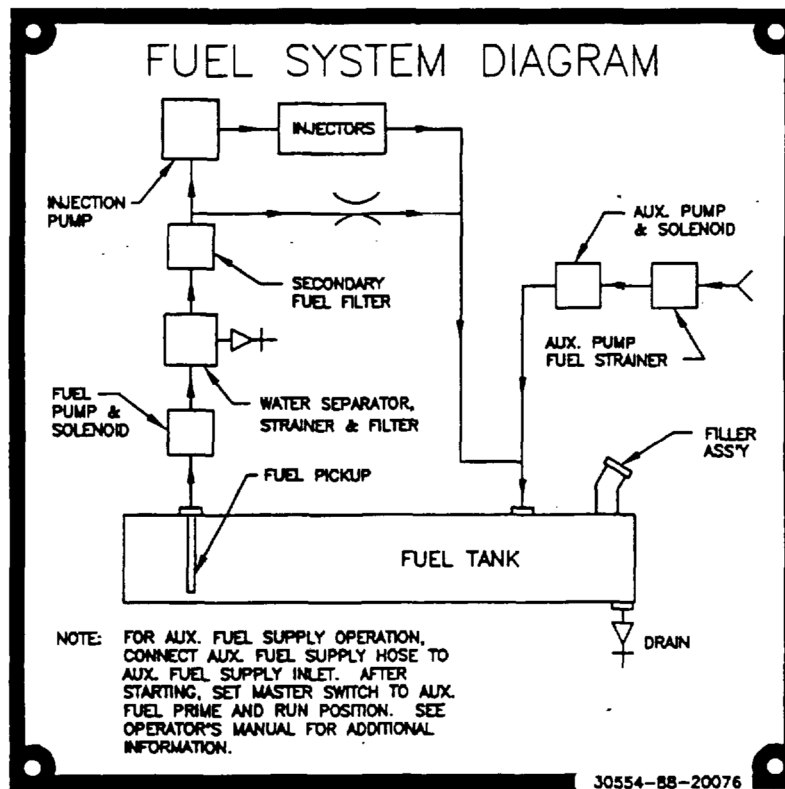 FUEL SYSTEM DIAGRAM
INJECTORS
INJECTION
PUMP
AUX. PUMP
& SOLENOID
SECONDARY
FUEL FILTER
AUX. PUMP
FUEL STRAINER
FUEL
PUMP &
SOLENOID
WATER SEPARATOR,
STRAINER & FILTER
FILLER
ASS'Y
FUEL PICKUP
FUEL TANK
DRAIN
NOTE: FOR AUX. FUEL SUPPLY OPERATION,
CONNECT AUX. FUEL SUPPLY HOSE TO
AUX. FUEL SUPPLY INLET. AFTER
STARTING, SET MASTER SWITCH TO AUX.
FUEL PRIME AND RUN POSITION. SEE
OPERATOR'S MANUAL FOR ADDITIONAL
INFORMATION.
30554-88-20076